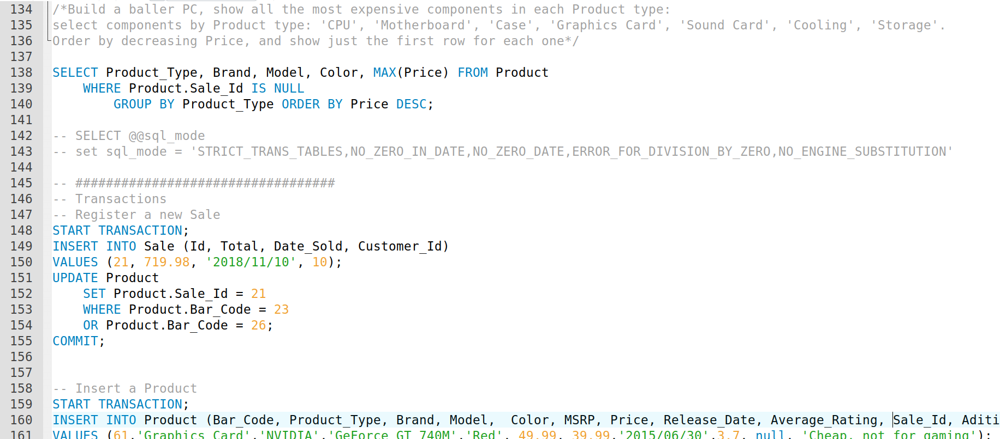 134 /*Build a baller PC, show all the most expensive components in each Product type:
135 select components by Product type: 'CPU', 'Motherboard', 'Case', 'Graphics Card', 'Sound Card', 'Cooling', 'Storage'.
136 Order by decreasing Price, and show just the first row for each one*/
137
138 SELECT Product_Type, Brand, Model, Color, MAX(Price) FROM Product
139 WHERE Product.Sale_Id IS NULL
140 GROUP BY Product_Type ORDER BY Price DESC;
141
142 -- SELECT @@sql_mode
143 -- set sql_mode = 'STRICT_TRANS_TABLES,NO_ZERO_IN_DATE,NO_ZERO_DATE,ERROR_FOR_DIVISION_BY_ZERO,NO_ENGINE_SUBSTITUTION'
144
145 -- ##################################
146 -- Transactions
147 -- Register a new Sale
148 START TRANSACTION;
149 INSERT INTO Sale (Id, Total, Date_Sold, Customer_Id)
150 VALUES (21, 719.98, '2018/11/10', 10);
151 UPDATE Product
152 SET Product.Sale_Id = 21
153 WHERE Product.Bar_Code = 23
154 OR Product.Bar_Code = 26;
155 COMMIT;
156
157
158 -- Insert a Product
159 START TRANSACTION;
160 INSERT INTO Product (Bar_Code, Product_Type, Brand, Model,  Color, MSRP, Price, Release_Date, Average_Rating, Sale_Id, Aditi
161 VALUES (61,'Graphics Card','NVIDIA','GeForce GT 740M','Red', 49.99, 39.99,'2015/06/30',3.7, null, 'Cheap, not for gaming');